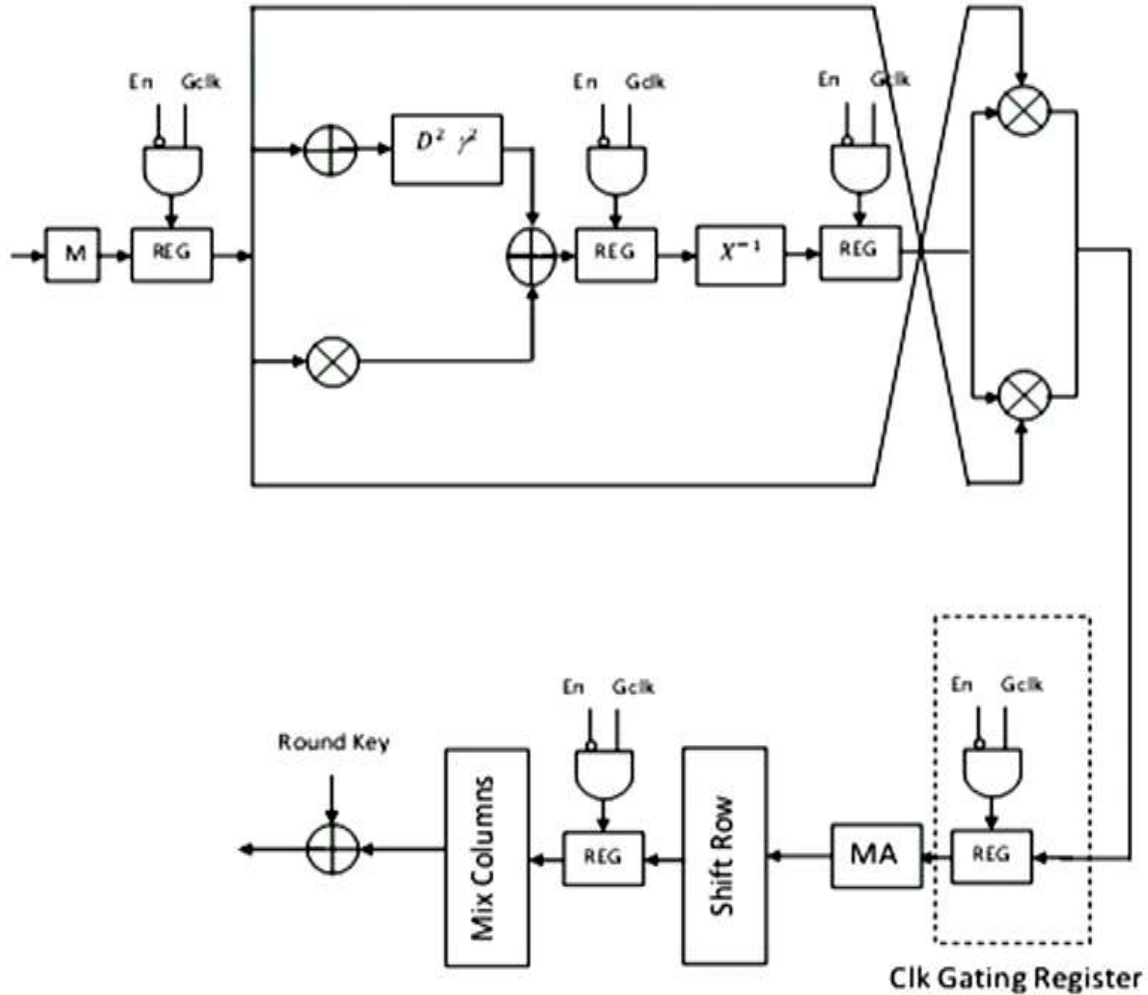 En Gclk
En Gclk
En Gclk
D² γ²
M
REG
REG
X⁻¹
REG
En Gclk
En Gclk
Round Key
Mix Columns
REG
Shift Row
MA
REG
Clk Gating Register